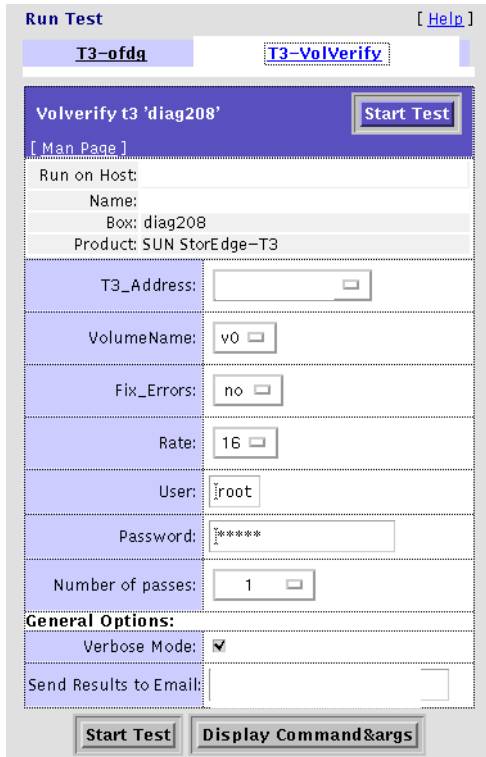 Run Test [ Help ]
T3-ofdg T3-VolVerify
Volverify t3 'diag208' Start Test
[ Man Page ]
Run on Host:
Name:
Box: diag208
Product: SUN StorEdge-T3
T3_Address:
VolumeName: v0
Fix_Errors: no
Rate: 16
User: root
Password: *****
Number of passes: 1
General Options:
Verbose Mode:
Send Results to Email:
Start Test Display Command&args